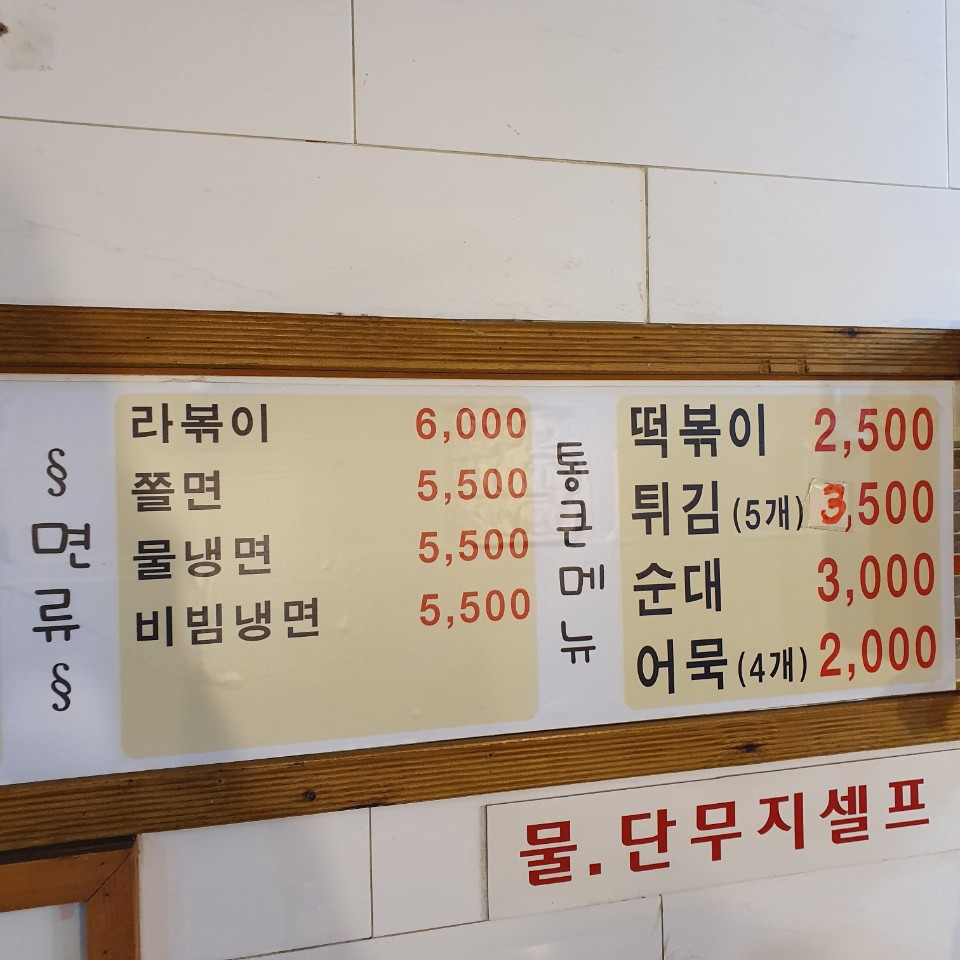 §면류§
라볶이 6,000
쫄면 5,500
물냉면 5,500
비빔냉면 5,500
통큰메뉴
떡볶이 2,500
튀김(5개) 3,500
순대 3,000
어묵(4개) 2,000
물.단무지셀프